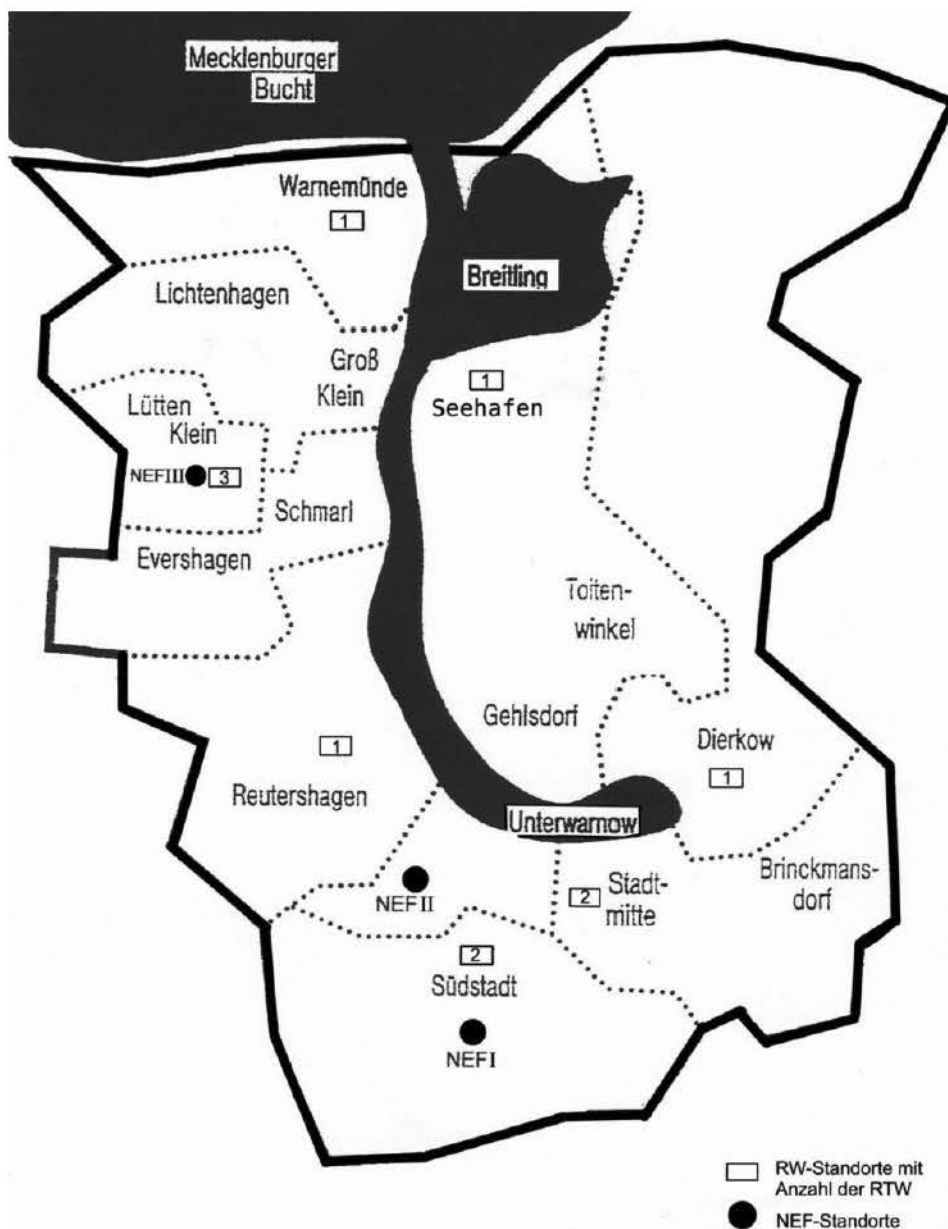 Mecklenburger
Bucht
Warnemünde
1
Breitling
Lichtenhagen
Groß
Klein
1
Seehafen
Lütten
Klein
NEFIII
3
Schmarl
Evershagen
Toiten-
winkel
Gehlsdorf
Dierkow
1
1
Reutershagen
Unterwarnow
Brinckmans-
dorf
NEFII
2
Stadt-
mitte
2
Südstadt
NEFI
RW-Standorte mit
Anzahl der RTW
NEF-Standorte